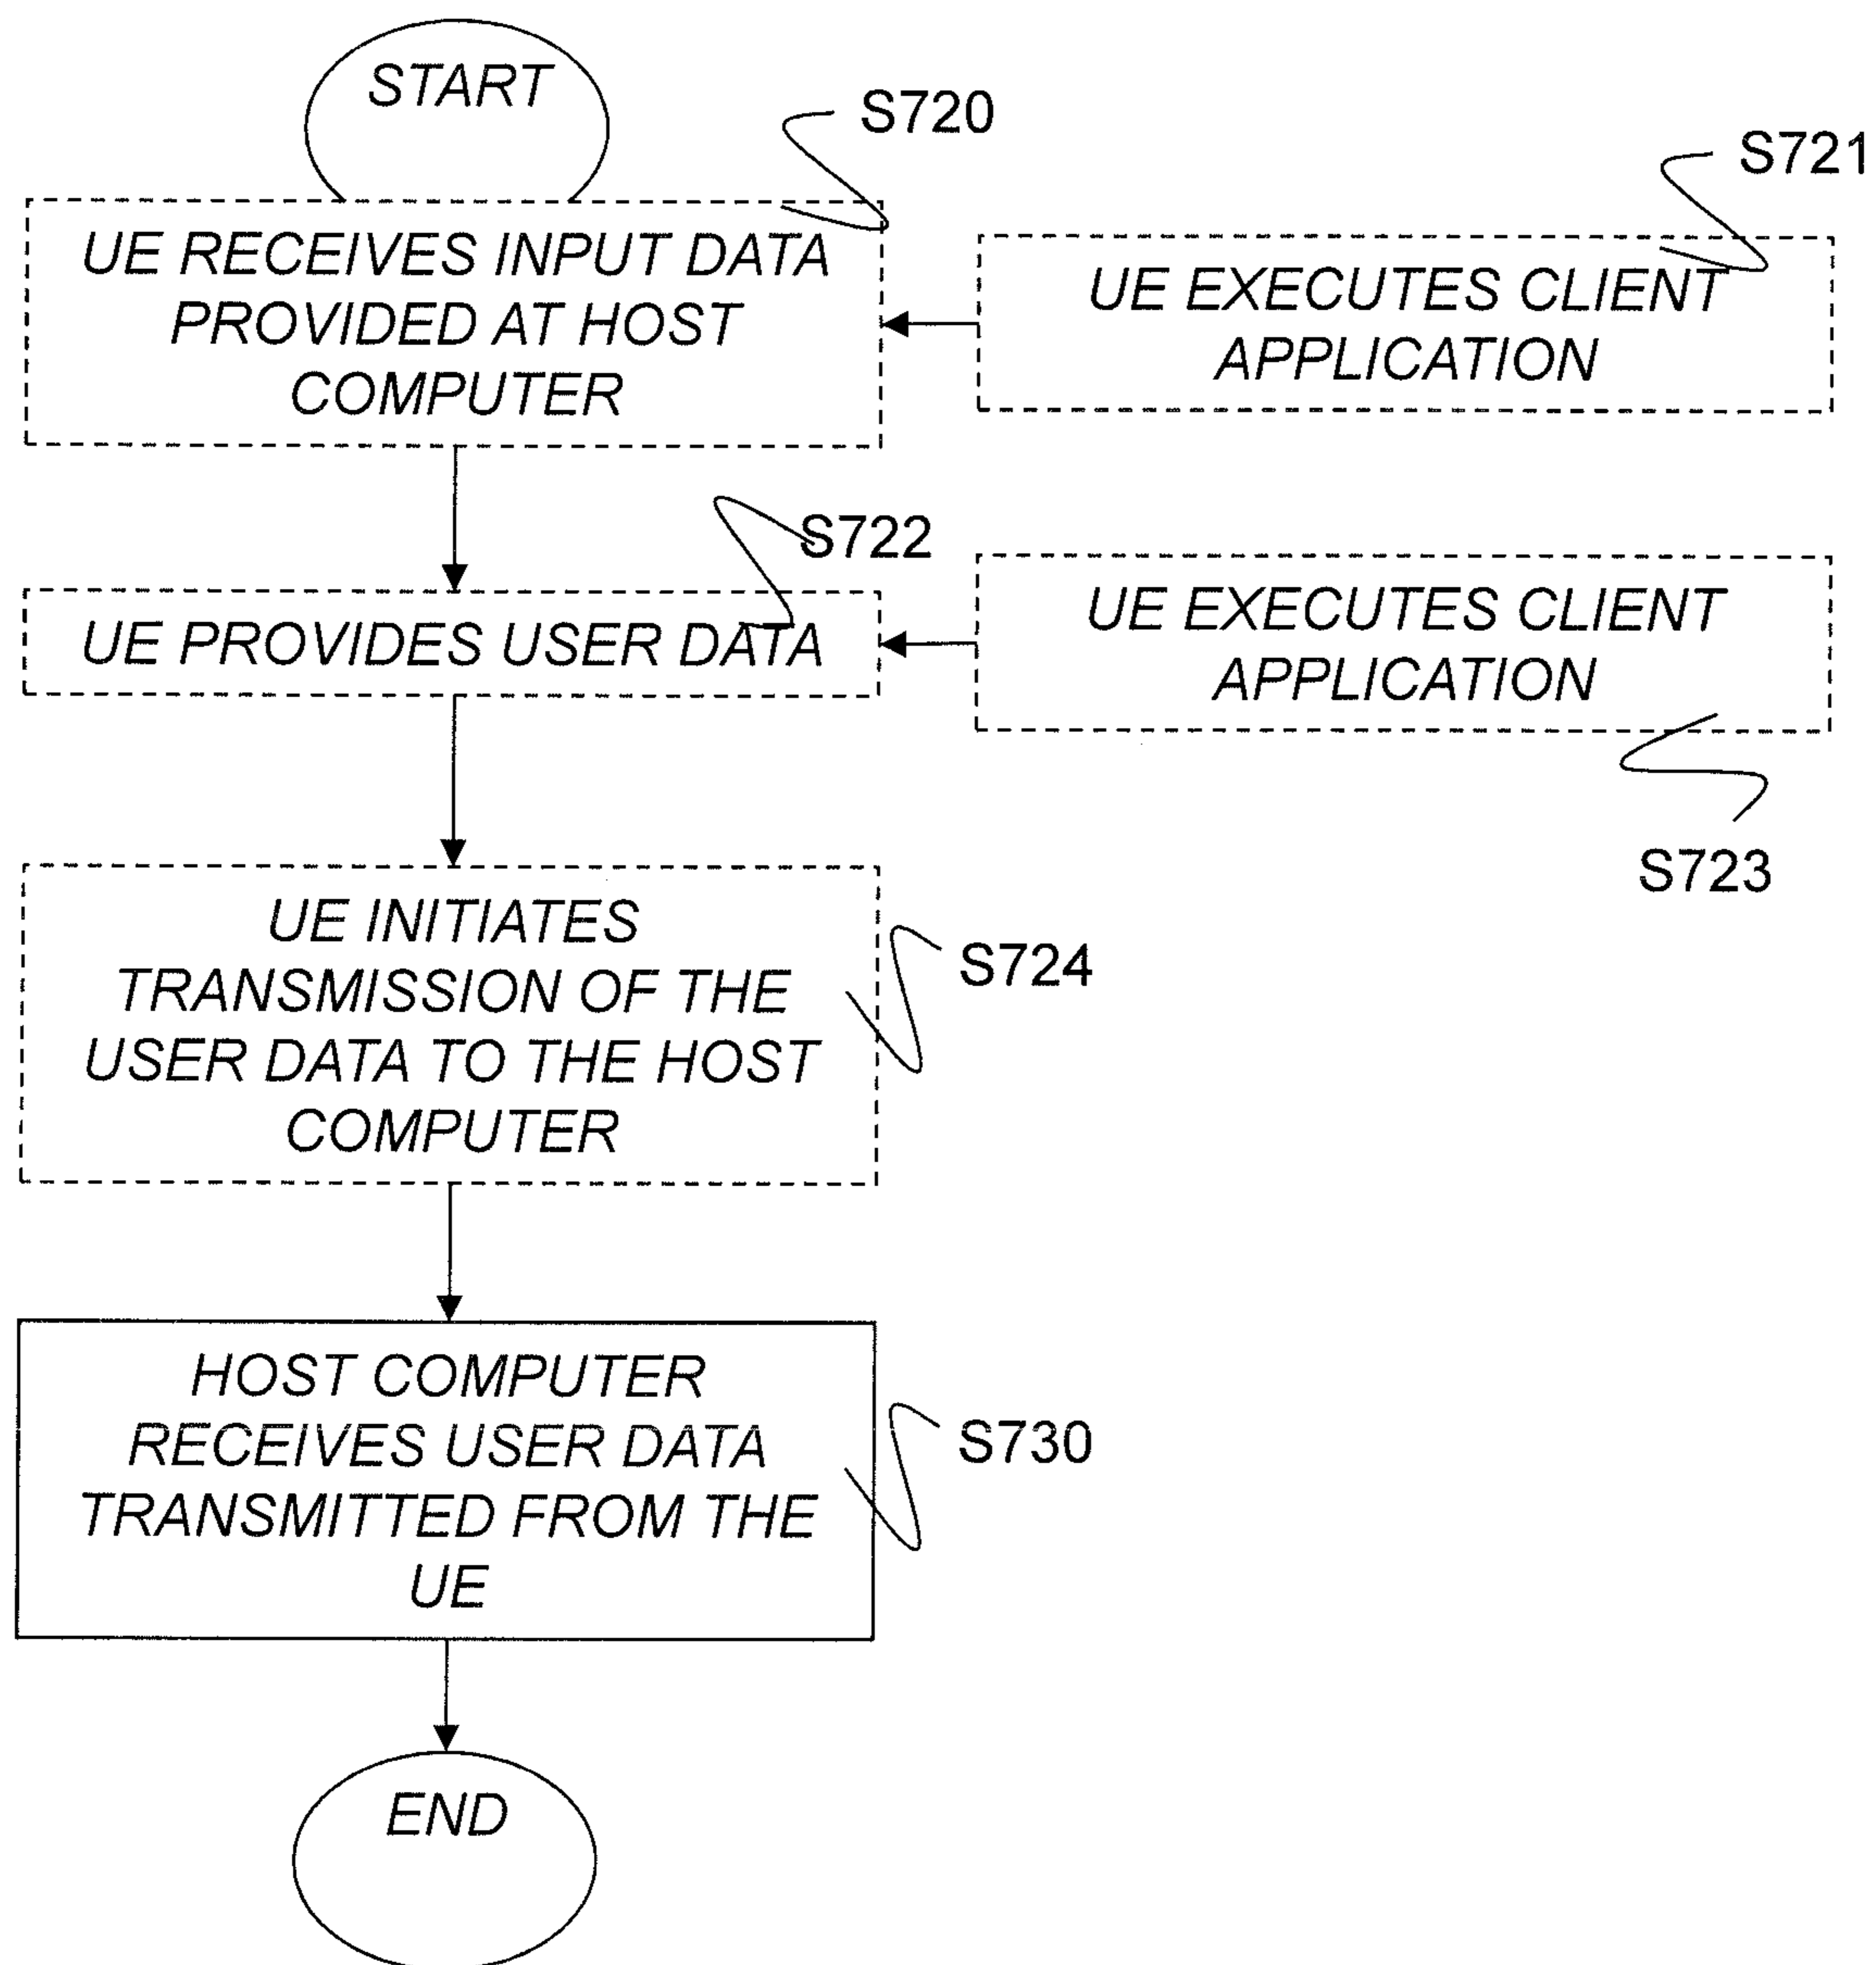 START
S720
S721
UE RECEIVES INPUT DATA
PROVIDED AT HOST
COMPUTER
UE EXECUTES CLIENT
APPLICATION
S722
UE PROVIDES USER DATA
UE EXECUTES CLIENT
APPLICATION
S723
UE INITIATES
TRANSMISSION OF THE
USER DATA TO THE HOST
COMPUTER
S724
HOST COMPUTER
RECEIVES USER DATA
TRANSMITTED FROM THE
UE
S730
END